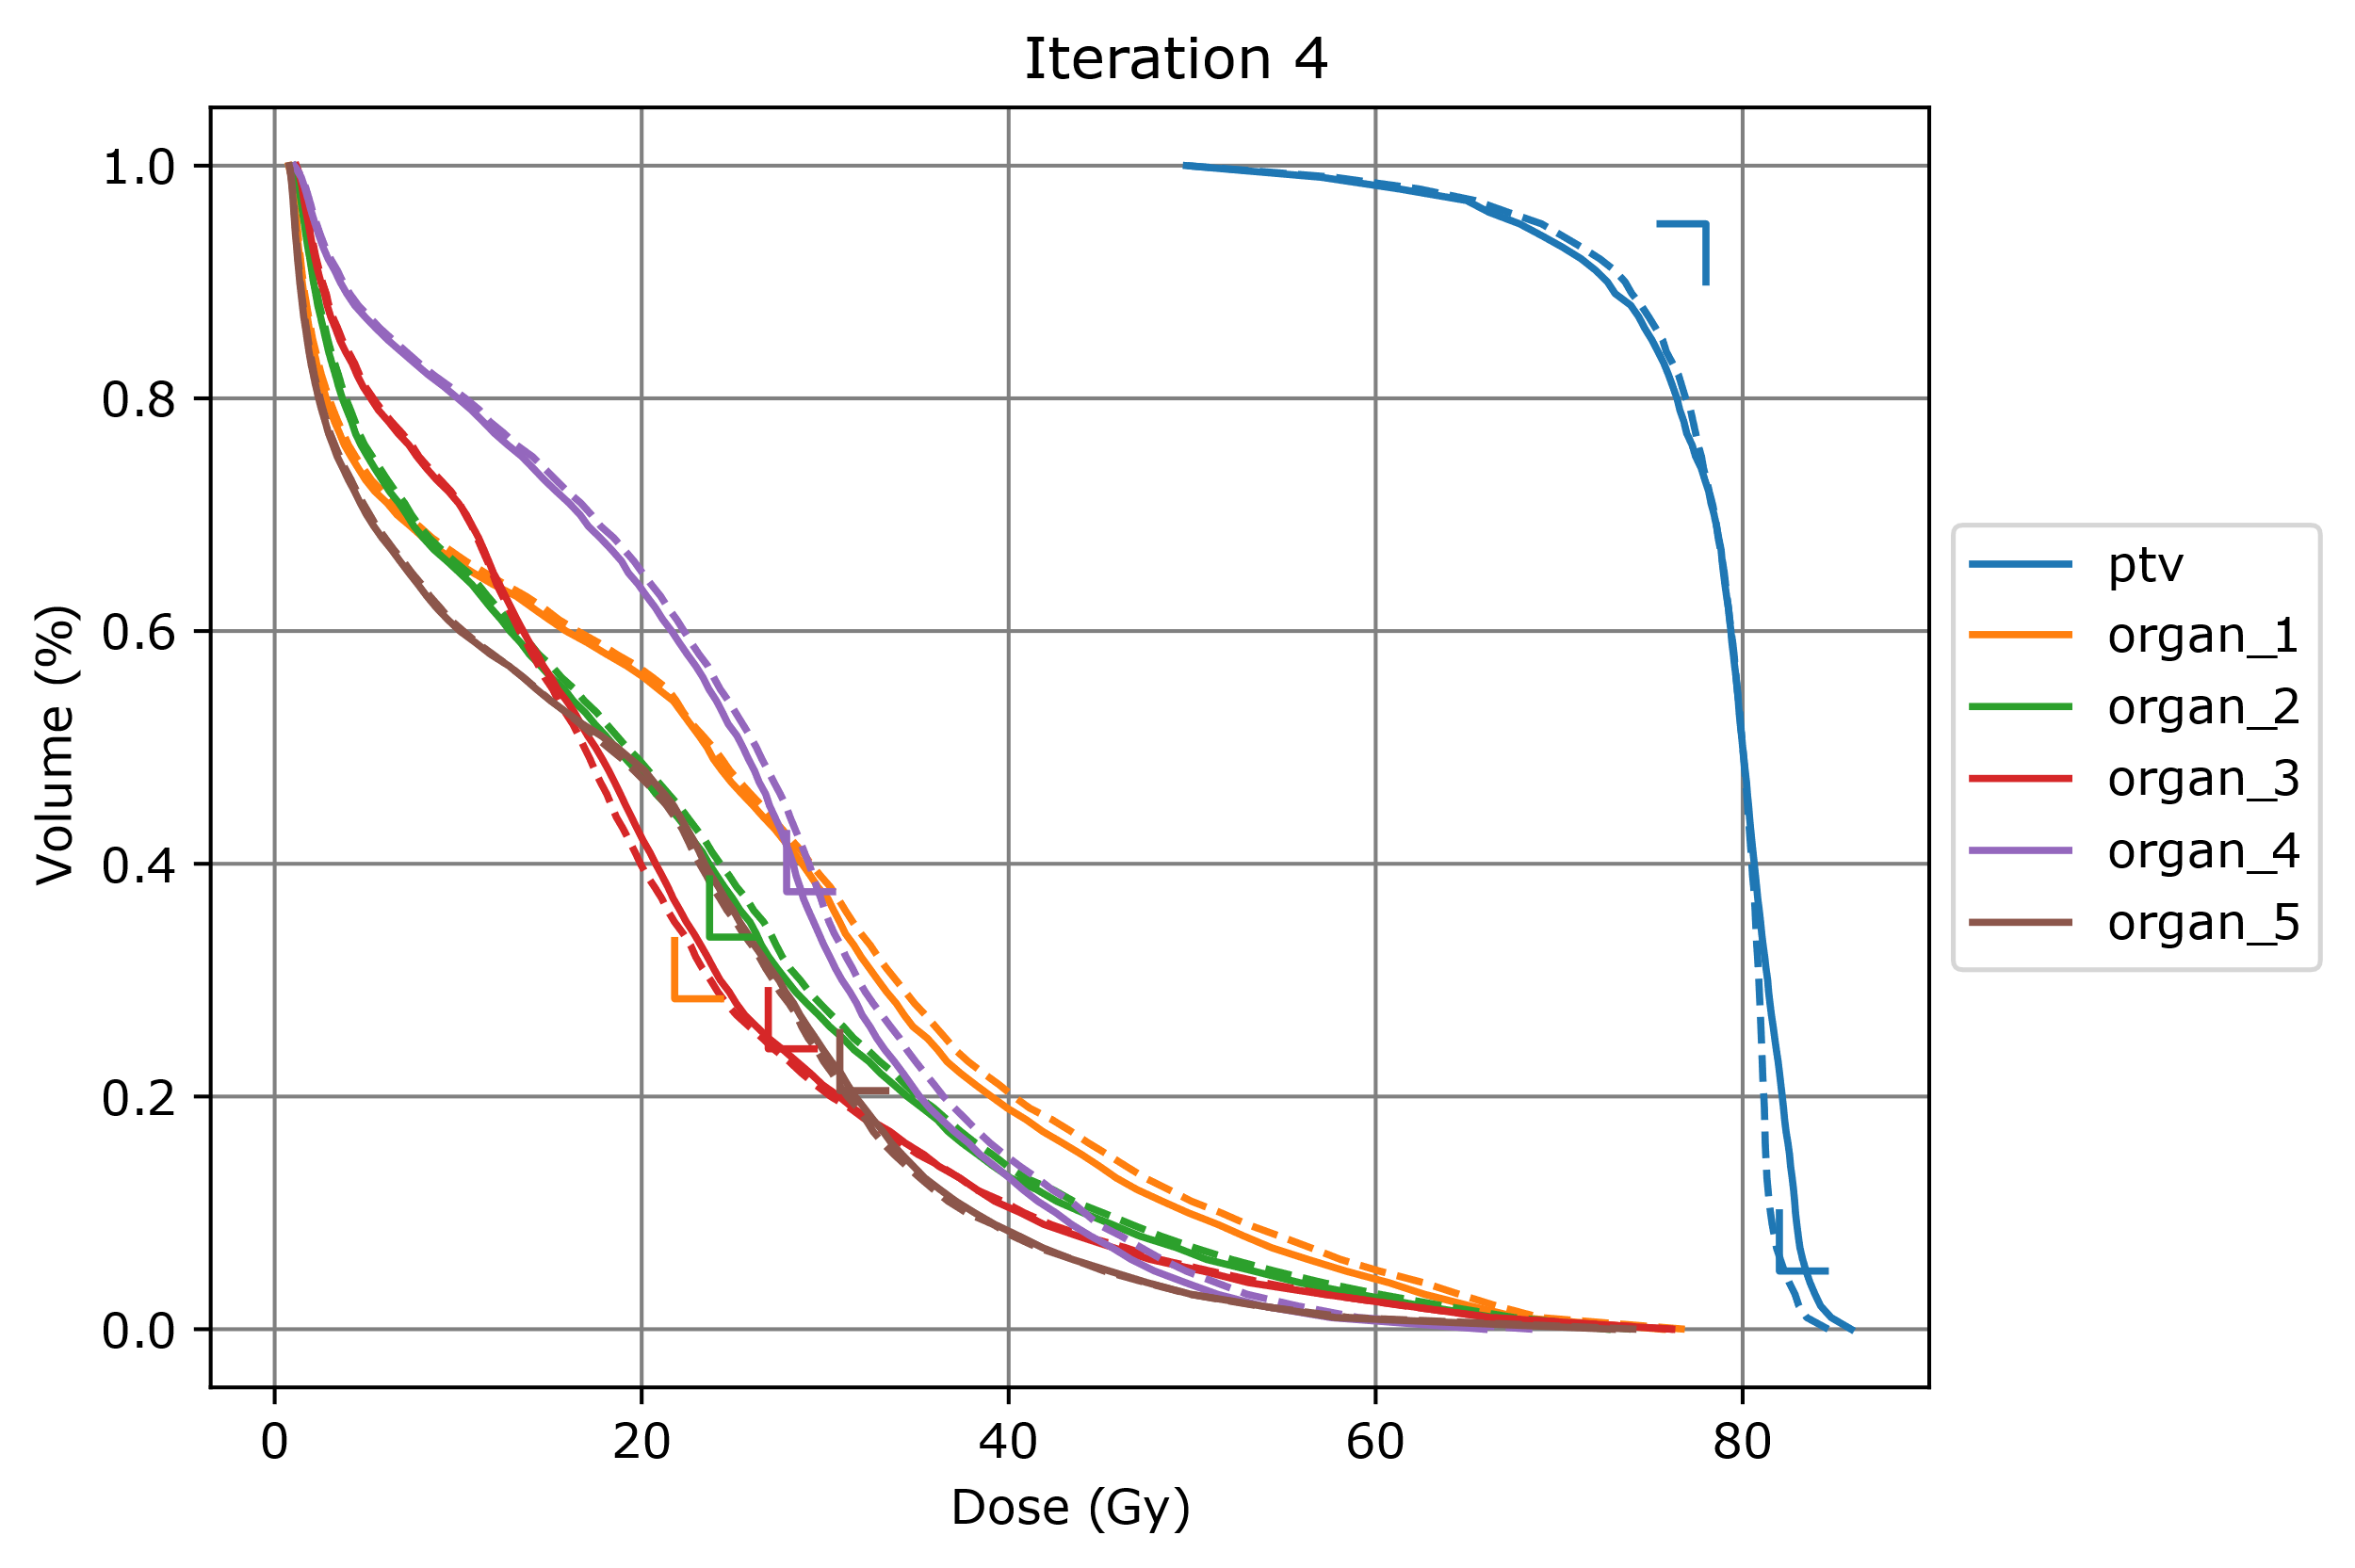 Iteration 4
1.0
0.8
0.6
0.4
0.2
0.0
Volume (%)
0
20
40
60
80
Dose (Gy)
ptv
organ_1
organ_2
organ_3
organ_4
organ_5